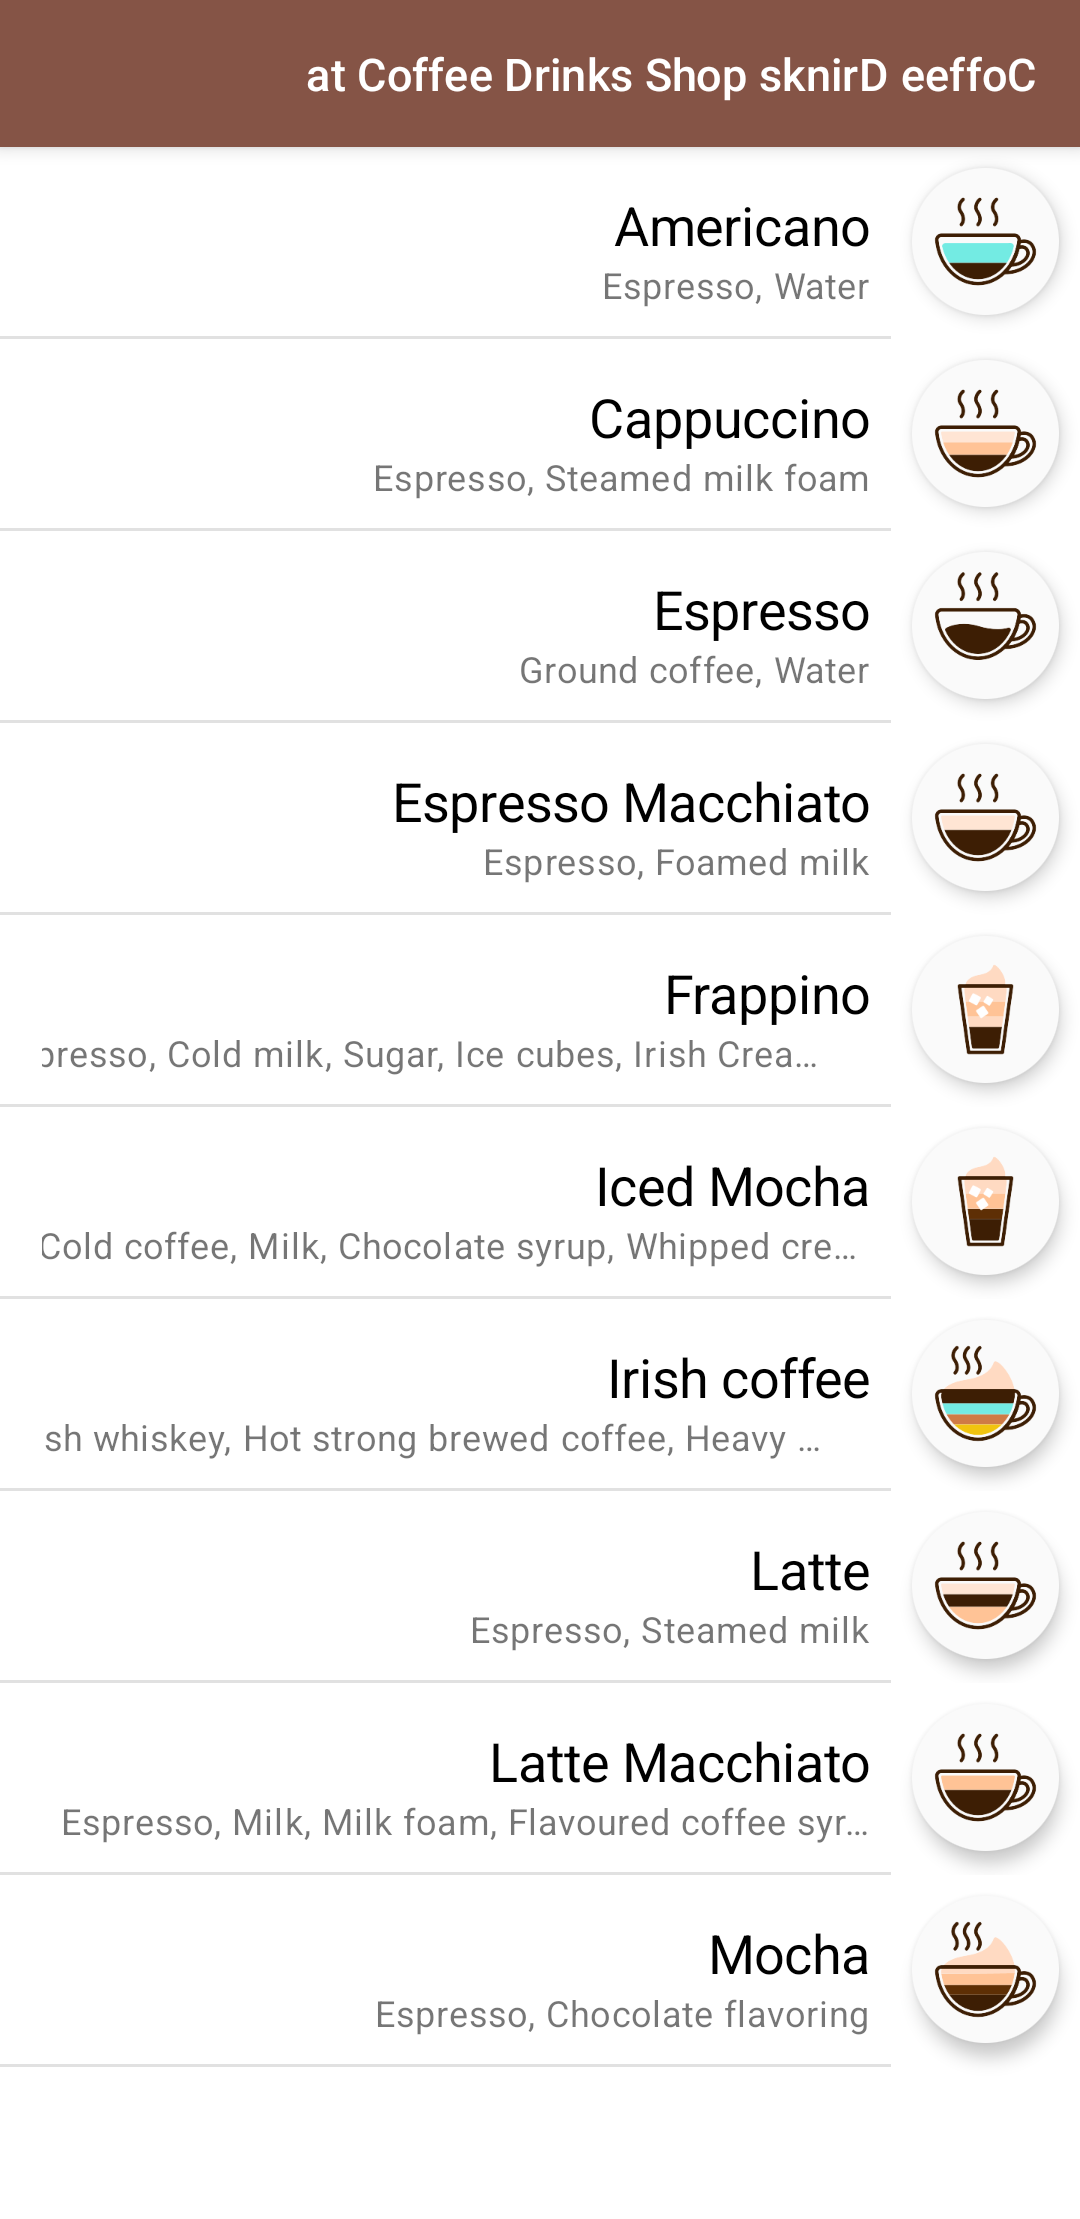 at Coffee Drinks Shop sknirD eeffoC
Americano
Espresso, Water
Cappuccino
Espresso, Steamed milk foam
Espresso
Ground coffee, Water
Espresso Macchiato
Espresso, Foamed milk
Frappino
presso, Cold milk, Sugar, Ice cubes, Irish Crea…
Iced Mocha
Cold coffee, Milk, Chocolate syrup, Whipped cre…
Irish coffee
sh whiskey, Hot strong brewed coffee, Heavy …
Latte
Espresso, Steamed milk
Latte Macchiato
Espresso, Milk, Milk foam, Flavoured coffee syr…
Mocha
Espresso, Chocolate flavoring